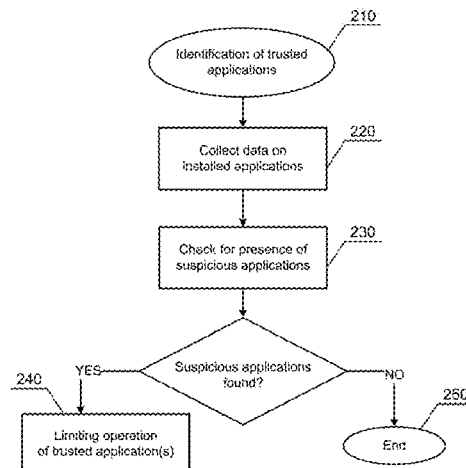 210
Identification of trusted
applications
220
Collect data on
installed applications
230
Check for presence of
suspicious applications
Suspicious applications
found?
YES
NO
240
Limiting operation
of trusted application(s)
250
End